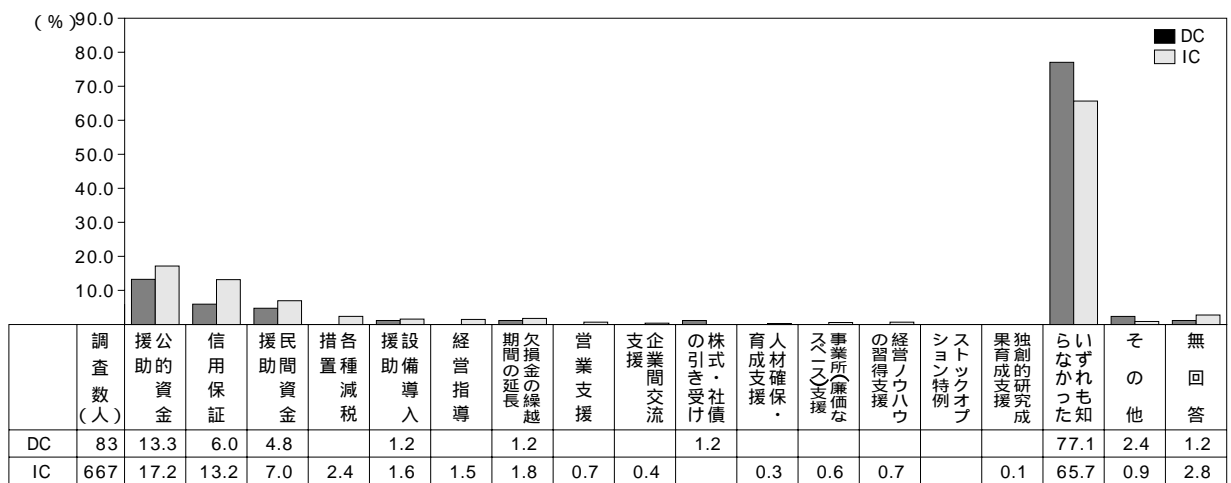 (%)
90.0
80.0
70.0
60.0
50.0
40.0
30.0
20.0
10.0
DC
IC
調査数(人)
公的資金援助
信用保証
民間資金援助
各種減税措置
設備導入援助
経営指導
欠損金の繰越期間の延長
営業支援
企業間交流支援
株式・社債の引き受け
人材確保・育成支援
事業所(廉価なスペース)支援
経営ノウハウの習得支援
ストックオプション特例
独創的研究成果育成支援
いずれも知らなかった
その他
無回答
DC 83 13.3 6.0 4.8 1.2 1.2 1.2 77.1 2.4 1.2
IC 667 17.2 13.2 7.0 2.4 1.6 1.5 1.8 0.7 0.4 0.3 0.6 0.7 0.1 65.7 0.9 2.8